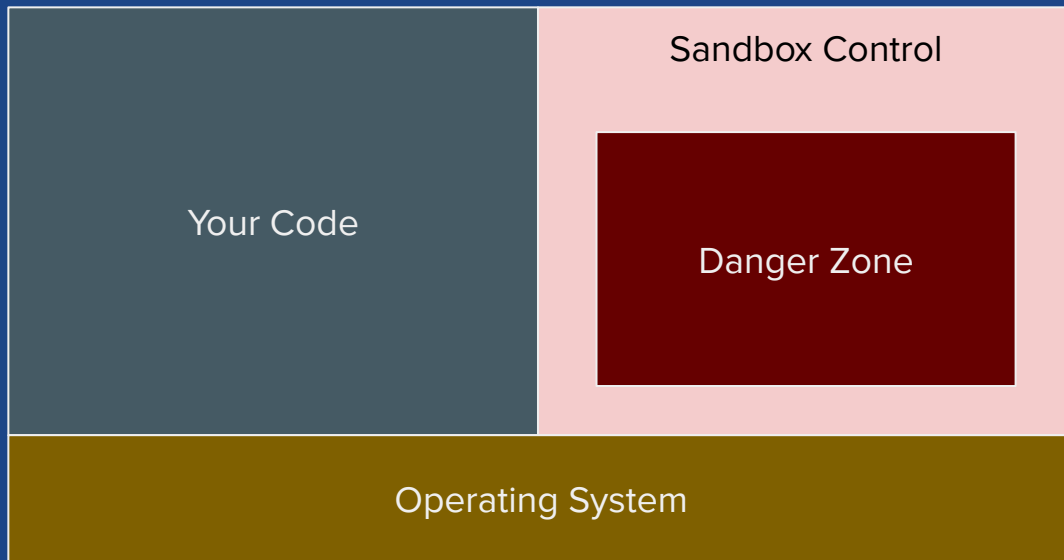 Sandbox Control
Your Code
Danger Zone
Operating System